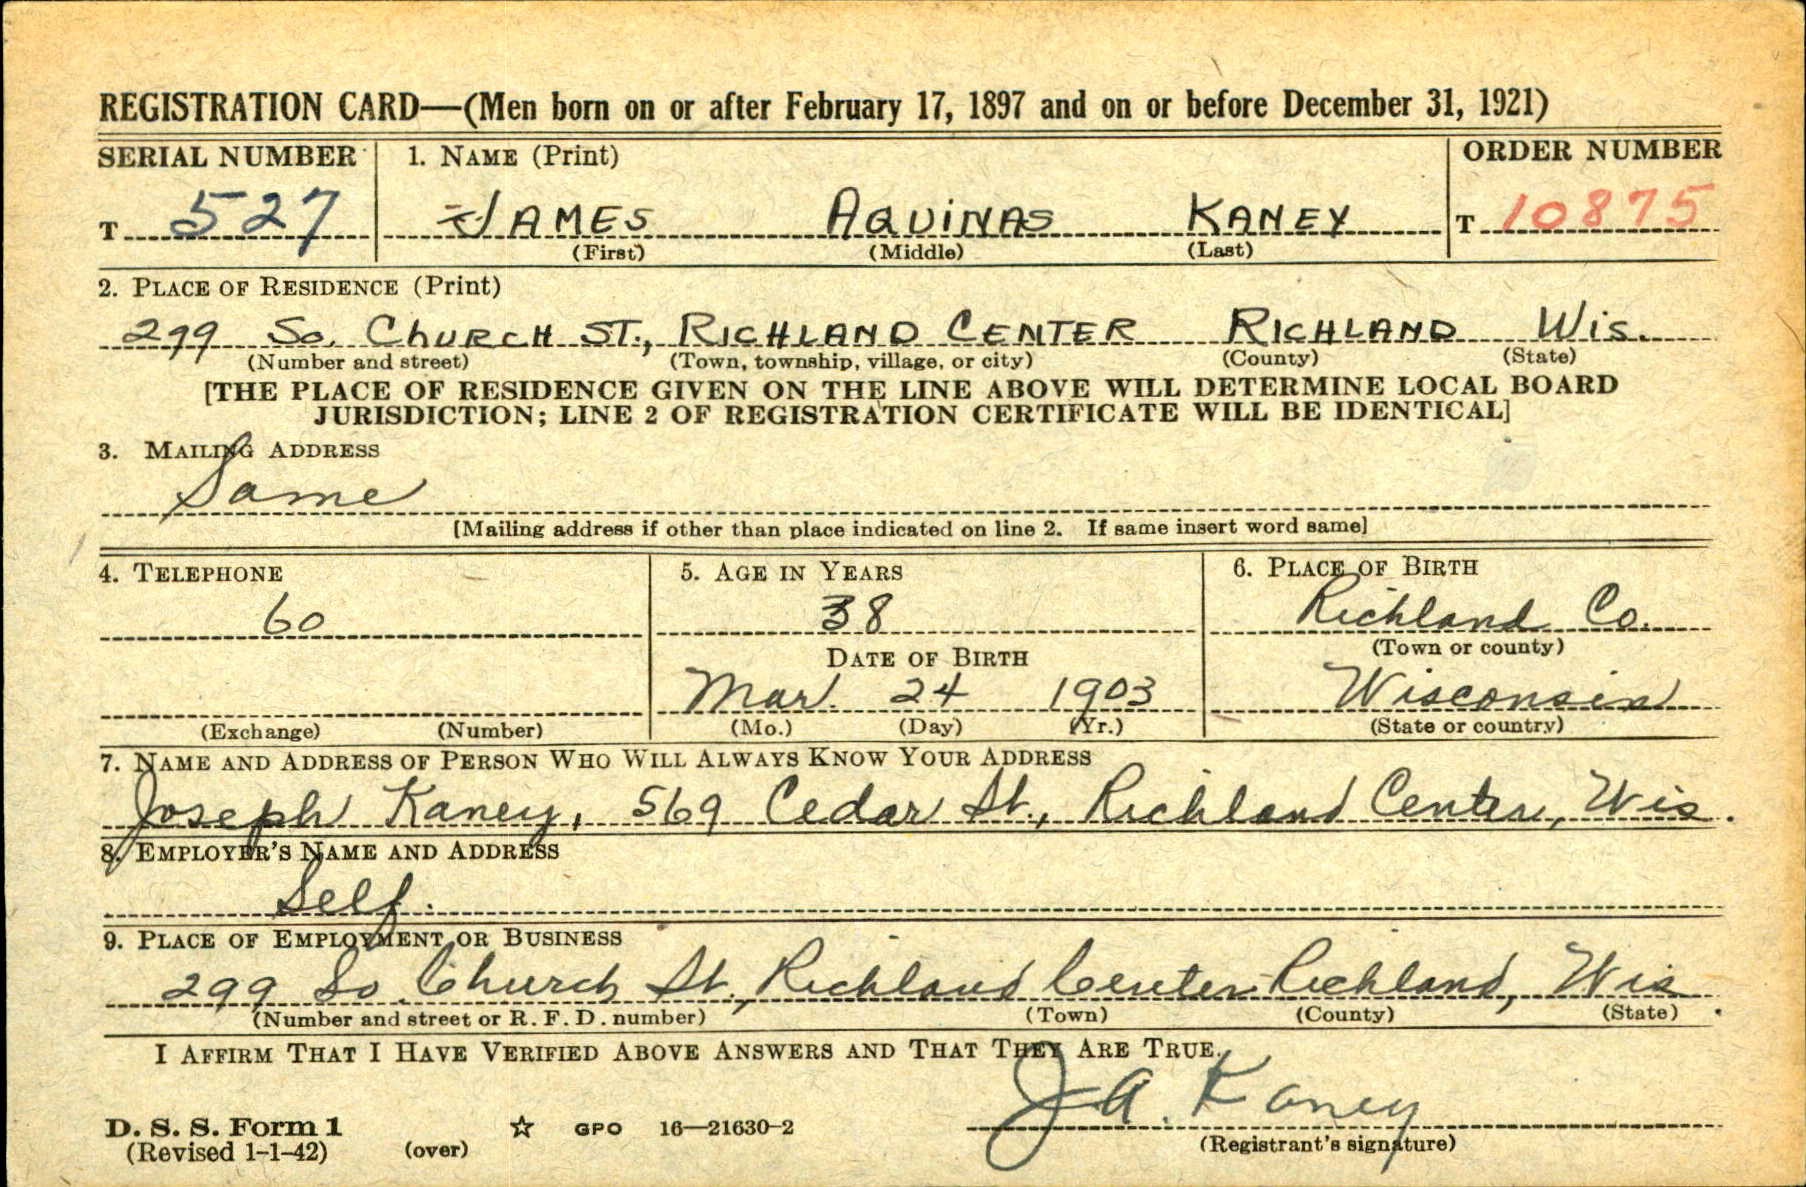 REGISTRATION CARD—(Men born on or after February 17, 1897 and on or before December 31, 1921)
SERIAL NUMBER 1. NAME (Print) ORDER NUMBER
T 527 JAMES AQUINAS KANEY T 10875
(First) (Middle) (Last)
2. PLACE OF RESIDENCE (Print)
299 So. CHURCH ST., RICHLAND CENTER RICHLAND WIS.
(Number and street) (Town, township, village, or city) (County) (State)
[THE PLACE OF RESIDENCE GIVEN ON THE LINE ABOVE WILL DETERMINE LOCAL BOARD
JURISDICTION; LINE 2 OF REGISTRATION CERTIFICATE WILL BE IDENTICAL]
3. MAILING ADDRESS
Same
[Mailing address if other than place indicated on line 2. If same insert word same]
4. TELEPHONE 5. AGE IN YEARS 6. PLACE OF BIRTH
60 38 Richland Co.
(Town or county)
DATE OF BIRTH
Mar. 24 1903 Wisconsin
(Exchange) (Number) (Mo.) (Day) (Yr.) (State or country)
7. NAME AND ADDRESS OF PERSON WHO WILL ALWAYS KNOW YOUR ADDRESS
Joseph Kaney, 569 Cedar St., Richland Center, Wis.
8. EMPLOYER'S NAME AND ADDRESS
Self.
9. PLACE OF EMPLOYMENT OR BUSINESS
299 So. Church St., Richland Center Richland, Wis.
(Number and street or R. F. D. number) (Town) (County) (State)
I AFFIRM THAT I HAVE VERIFIED ABOVE ANSWERS AND THAT THEY ARE TRUE.
J A. Kaney
D. S. S. Form 1
(Revised 1-1-42) (over) ☆ GPO 16—21630-2
(Registrant's signature)